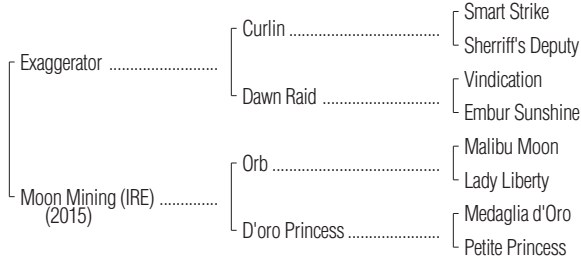 Smart Strike
Curlin ..............................
Sherriff's Deputy
Exaggerator ..........................
Vindication
Dawn Raid ........................
Embur Sunshine
Malibu Moon
Orb ..................................
Lady Liberty
Moon Mining (IRE) ..............
(2015)
Medaglia d'Oro
D'oro Princess ...................
Petite Princess